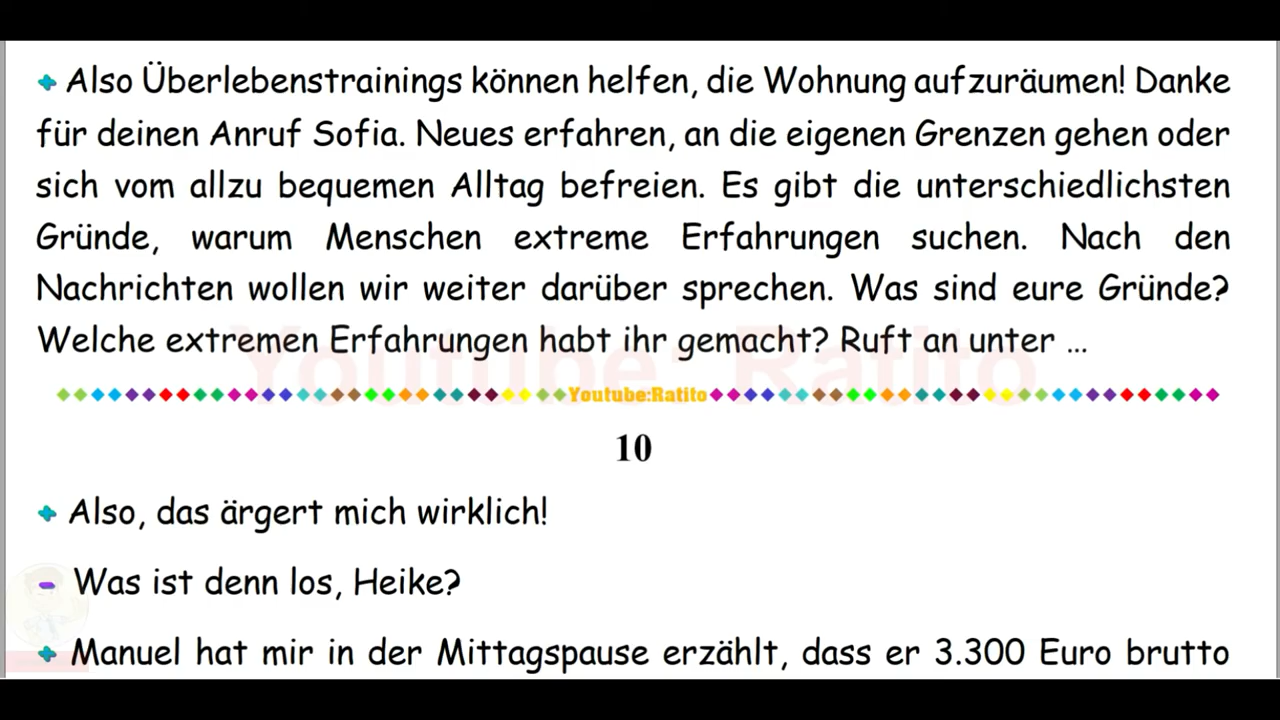 Also Überlebenstrainings können helfen, die Wohnung aufzuräumen! Danke
für deinen Anruf Sofia. Neues erfahren, an die eigenen Grenzen gehen oder
sich vom allzu bequemen Alltag befreien. Es gibt die unterschiedlichsten
Gründe, warum Menschen extreme Erfahrungen suchen. Nach den
Nachrichten wollen wir weiter darüber sprechen. Was sind eure Gründe?
Welche extremen Erfahrungen habt ihr gemacht? Ruft an unter ...
Youtube: Ratito
Youtube:Ratito
10
Also, das ärgert mich wirklich!
- Was ist denn los, Heike?
Manuel hat mir in der Mittagspause erzählt, dass er 3.300 Euro brutto